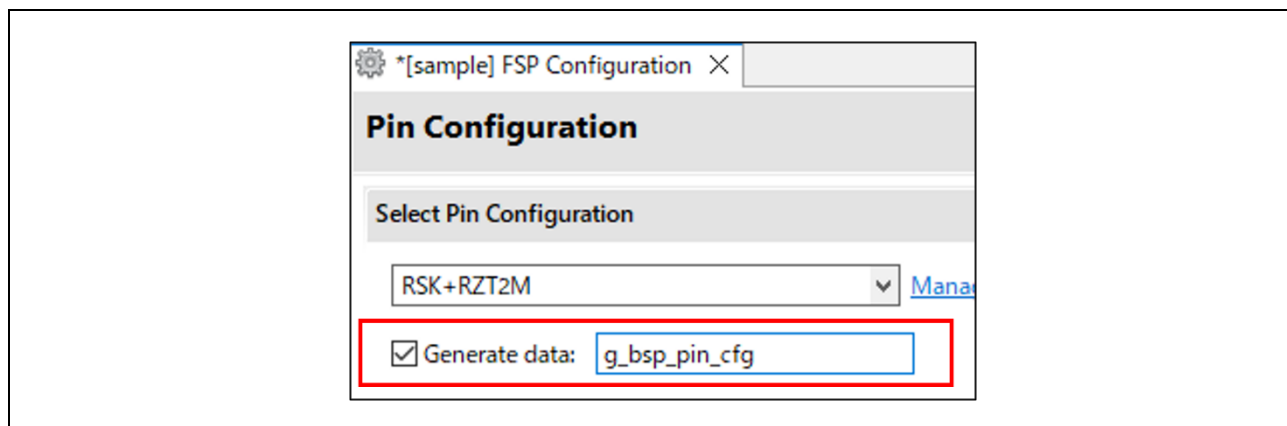 *[sample] FSP Configuration
Pin Configuration
Select Pin Configuration
RSK+RZT2M
Generate data: g_bsp_pin_cfg